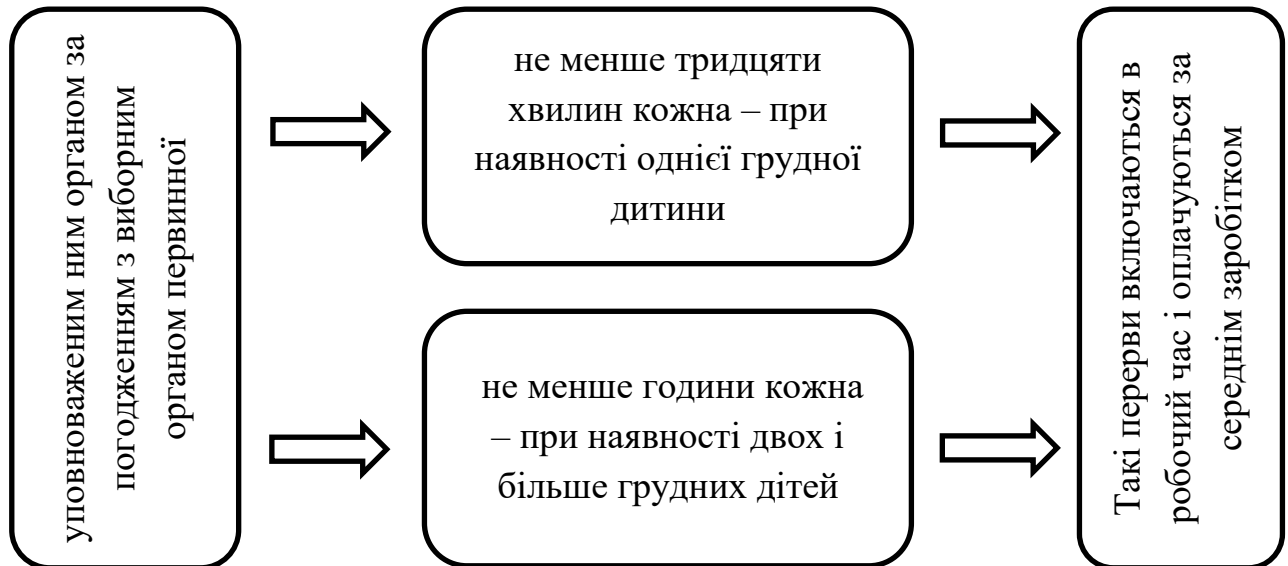 уповноваженим ним органом за
погодженням з виборним
органом первинної
не менше тридцяти
хвилин кожна – при
наявності однієї грудної
дитини
не менше години кожна
– при наявності двох і
більше грудних дітей
Такі перерви включаються в
робочий час і оплачуються за
середнім заробітком